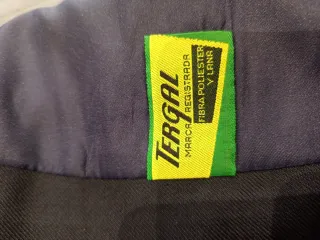 TERGAL
MARCA REGISTRADA
FIBRA POLIESTER
Y LANA